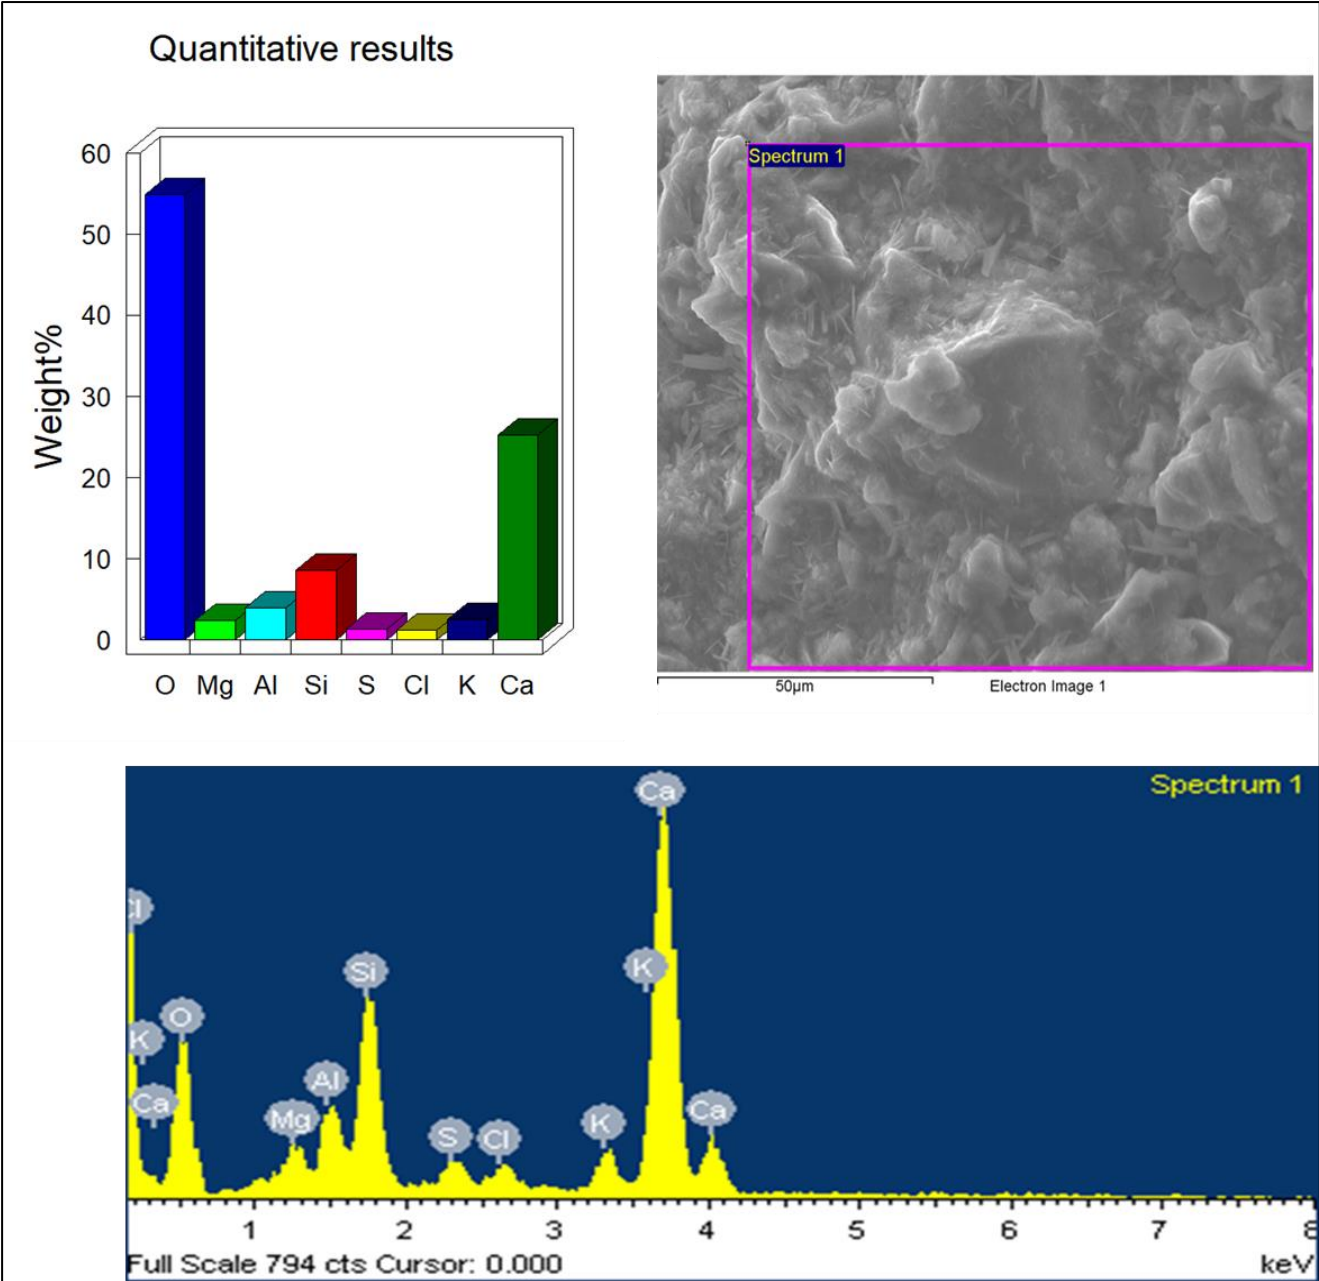 Quantitative results
Weight%
60
50
40
30
20
10
0
O Mg Al Si S Cl K Ca
Spectrum 1
50µm Electron Image 1
Spectrum 1
Ca
Cl
K
Si
O
K
Al
Ca
Mg
S
Cl
K
Ca
1 2 3 4 5 6 7 8
Full Scale 794 cts Cursor: 0.000 keV